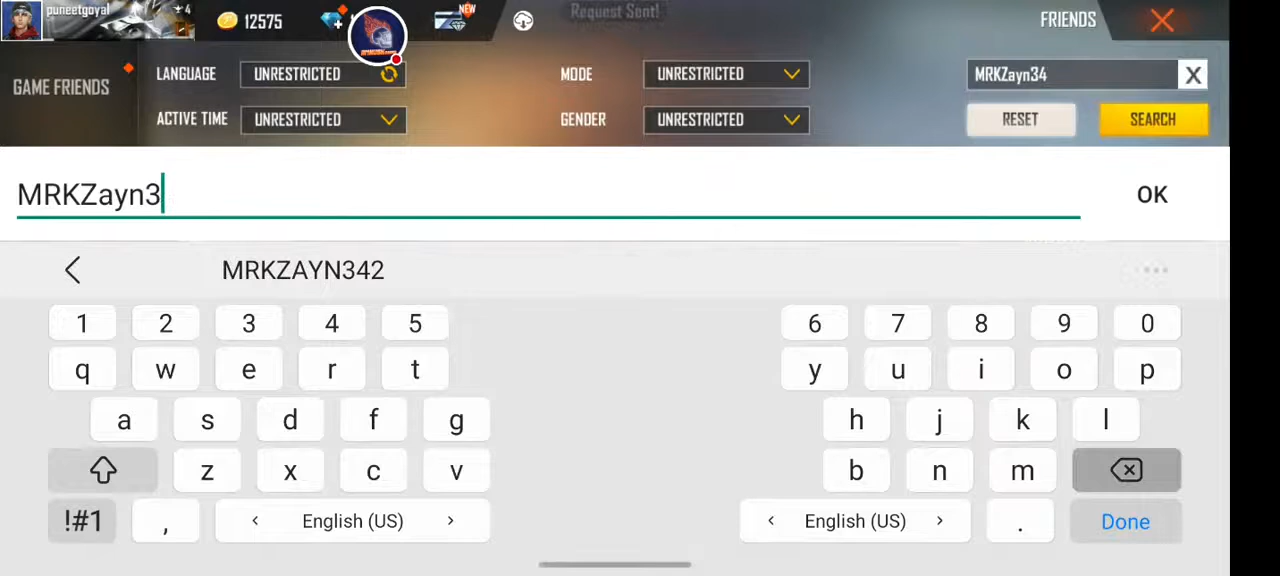 puneetgoyal
4
12575
NEW
Request Sent!
FRIENDS
GAME FRIENDS
LANGUAGE
UNRESTRICTED
MODE
UNRESTRICTED
MRKZayn34
X
ACTIVE TIME
UNRESTRICTED
GENDER
UNRESTRICTED
RESET
SEARCH
MRKZayn3
OK
MRKZAYN342
1 2 3 4 5 6 7 8 9 0
q w e r t y u i o p
a s d f g h j k l
z x c v b n m
!#1 , < English (US) > < English (US) > . Done